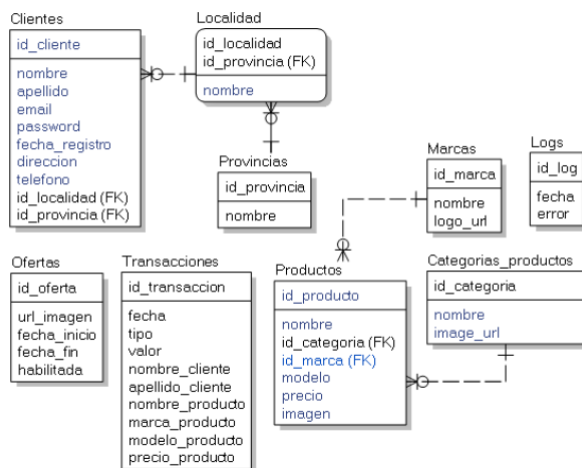 Clientes
id_cliente
nombre
apellido
email
password
fecha_registro
direccion
telefono
id_localidad (FK)
id_provincia (FK)
Localidad
id_localidad
id_provincia (FK)
nombre
Provincias
id_provincia
nombre
Marcas
id_marca
nombre
logo_url
Logs
id_log
fecha
error
Ofertas
id_oferta
url_imagen
fecha_inicio
fecha_fin
habilitada
Transacciones
id_transaccion
fecha
tipo
valor
nombre_cliente
apellido_cliente
nombre_producto
marca_producto
modelo_producto
precio_producto
Productos
id_producto
nombre
id_categoria (FK)
id_marca (FK)
modelo
precio
imagen
Categorias_productos
id_categoria
nombre
image_url